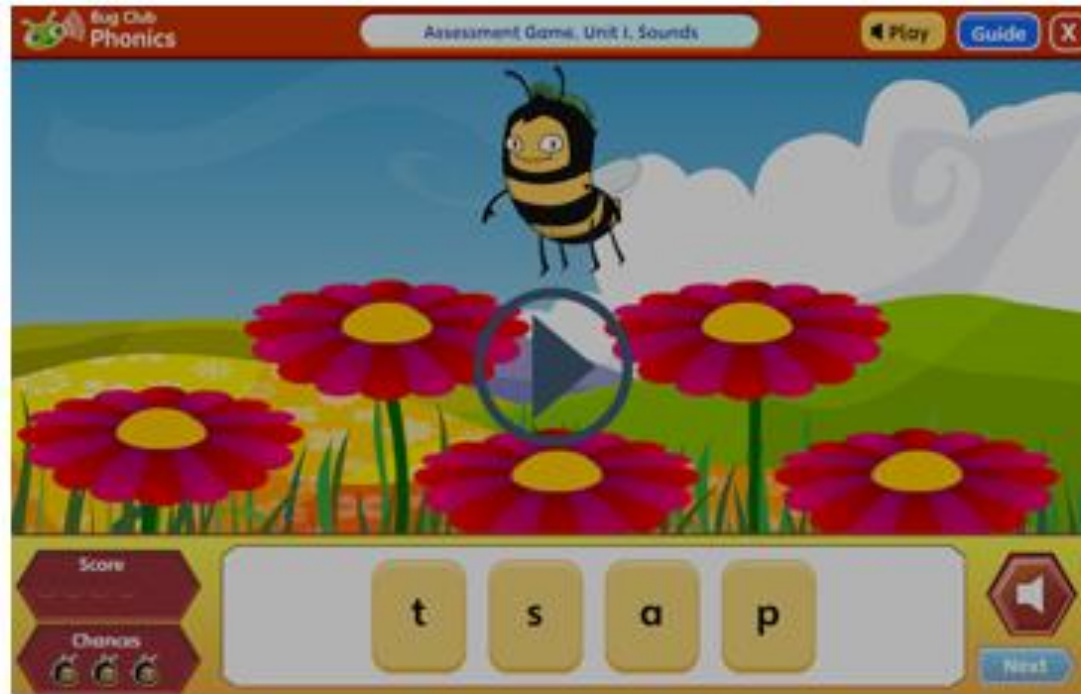 Bug Club
Phonics
Assessment Game. Unit 1. Sounds
Play
Guide
X
Score
Chances
t s a p
Next